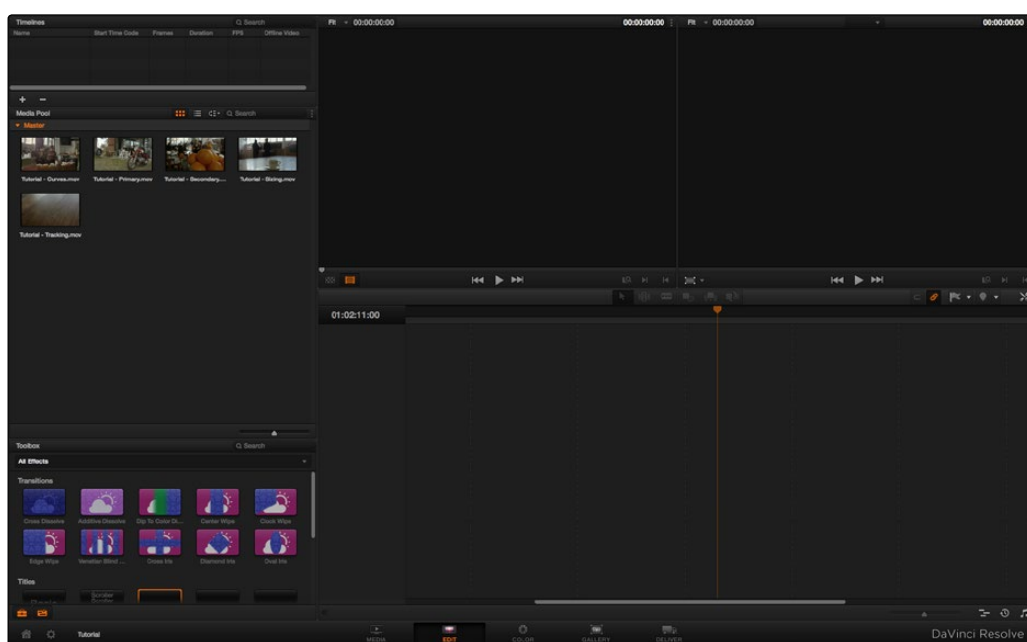 Timelines Search
Name Start Time Code Frames Duration FPS Offline Video
Fit 00:00:00:00 00:00:00:00
Fit 00:00:00:00 00:00:00:00
Media Pool Search
Master
Tutorial - Curves.mov Tutorial - Primary.mov Tutorial - Secondary.... Tutorial - Sizing.mov
Tutorial - Tracking.mov
01:02:11:00
Toolbox Search
All Effects
Transitions
Cross Dissolve Additive Dissolve Dip To Color Di... Center Wipe Clock Wipe
Edge Wipe Venetian Blind ... Cross Iris Diamond Iris Oval Iris
Titles
Scroller
Tutorial
MEDIA EDIT COLOR GALLERY DELIVER
DaVinci Resolve